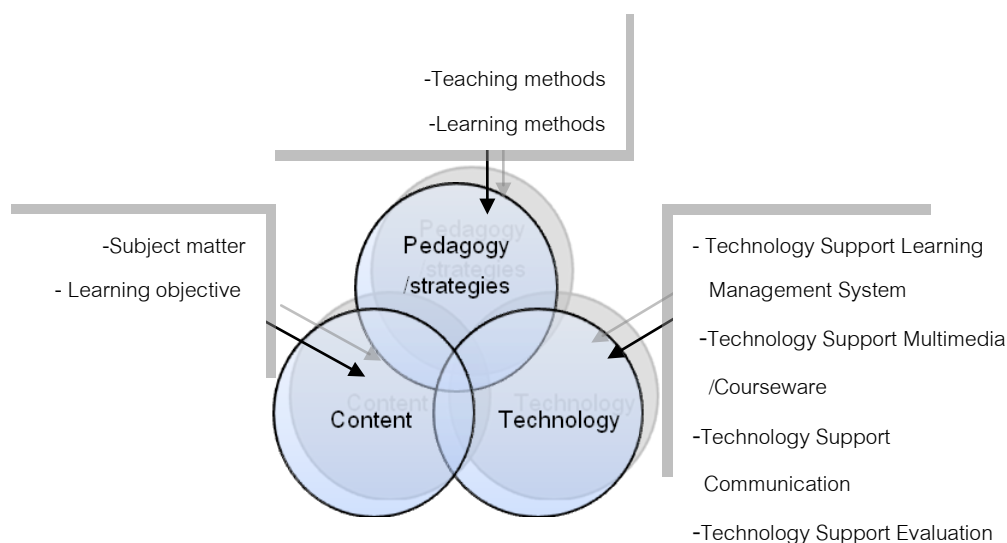 -Teaching methods
-Learning methods
-Subject matter
- Learning objective
Pedagogy
/strategies
Content
Technology
- Technology Support Learning
Management System
-Technology Support Multimedia
/Courseware
-Technology Support
Communication
-Technology Support Evaluation